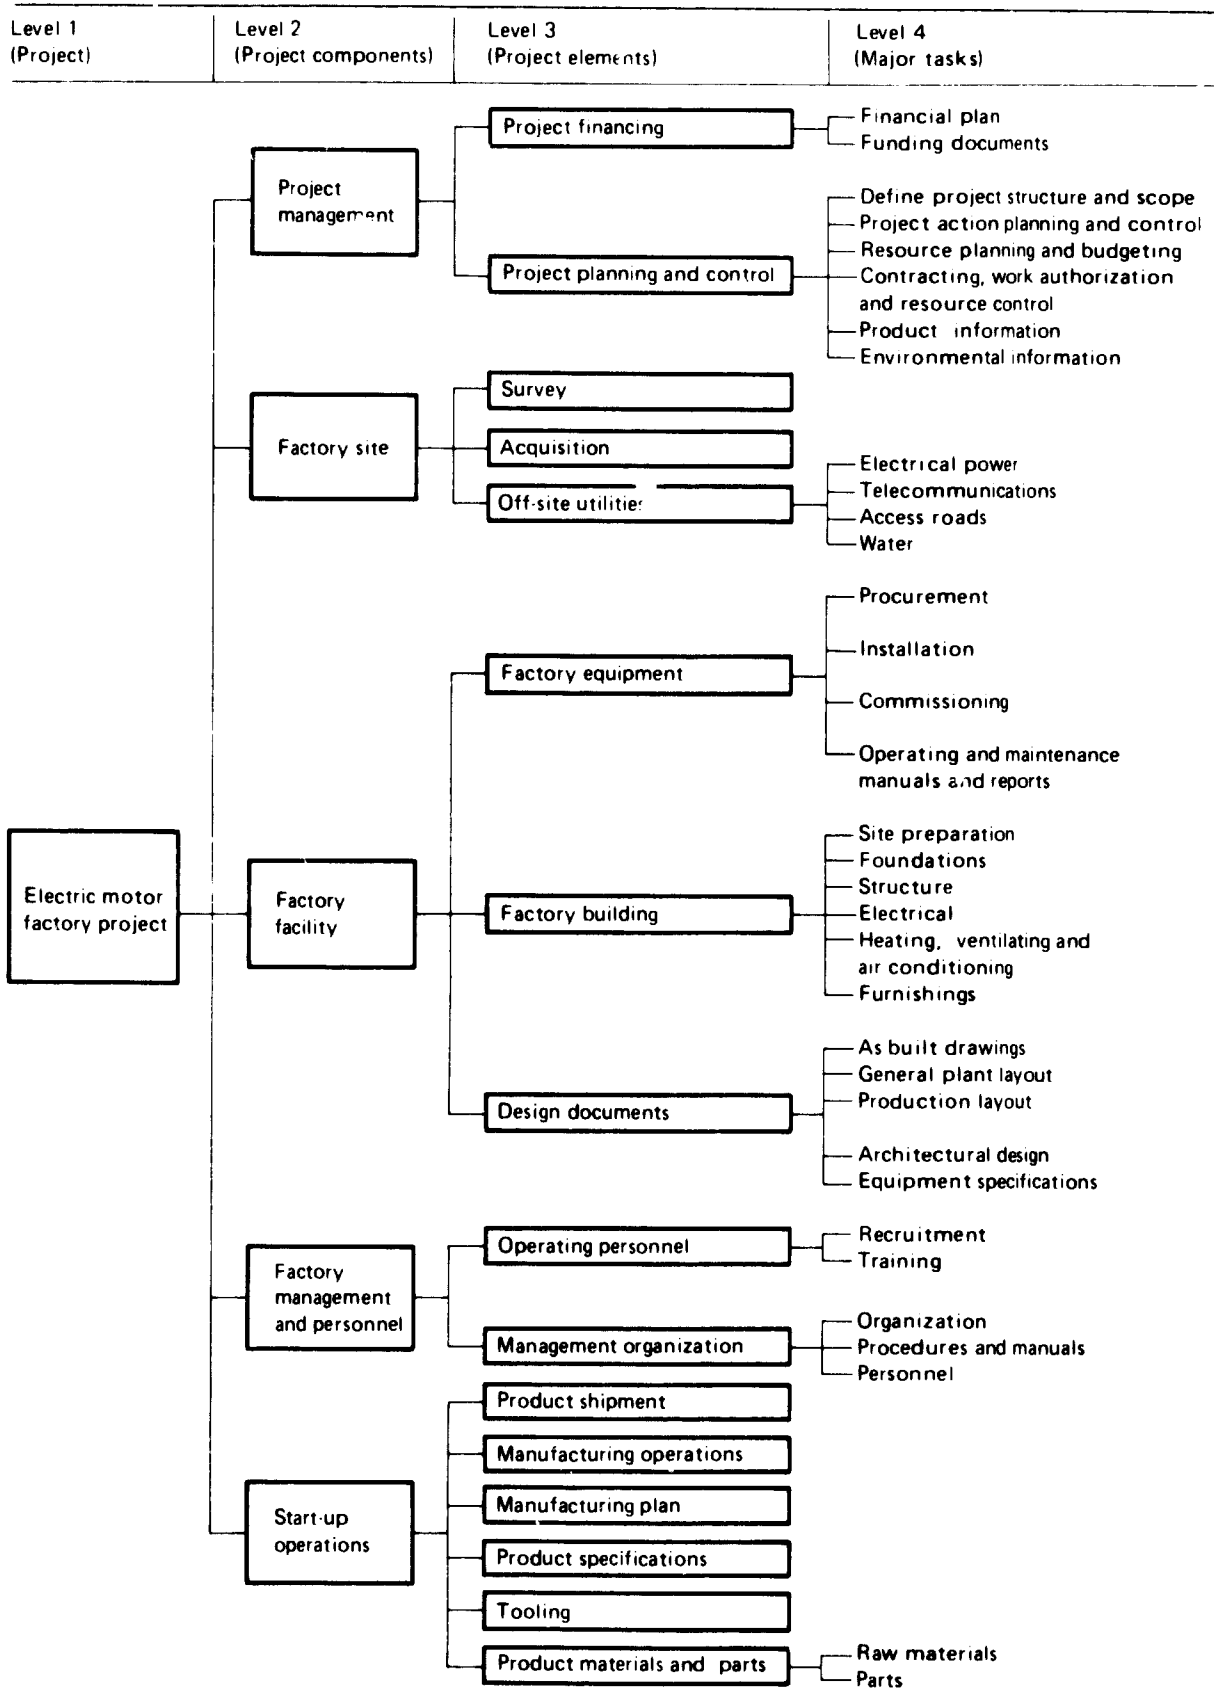 Level 1
(Project)
Level 2
(Project components)
Level 3
(Project elements)
Level 4
(Major tasks)
Project financing
Financial plan
Funding documents
Project
management
Define project structure and scope
Project action planning and control
Resource planning and budgeting
Project planning and control
Contracting, work authorization
and resource control
Product information
Environmental information
Survey
Factory site
Acquisition
Off-site utilities
Electrical power
Telecommunications
Access roads
Water
Factory equipment
Procurement
Installation
Commissioning
Operating and maintenance
manuals and reports
Electric motor
factory project
Factory
facility
Factory building
Site preparation
Foundations
Structure
Electrical
Heating, ventilating and
air conditioning
Furnishings
Design documents
As built drawings
General plant layout
Production layout
Architectural design
Equipment specifications
Factory
management
and personnel
Operating personnel
Recruitment
Training
Management organization
Organization
Procedures and manuals
Personnel
Start-up
operations
Product shipment
Manufacturing operations
Manufacturing plan
Product specifications
Tooling
Product materials and parts
Raw materials
Parts